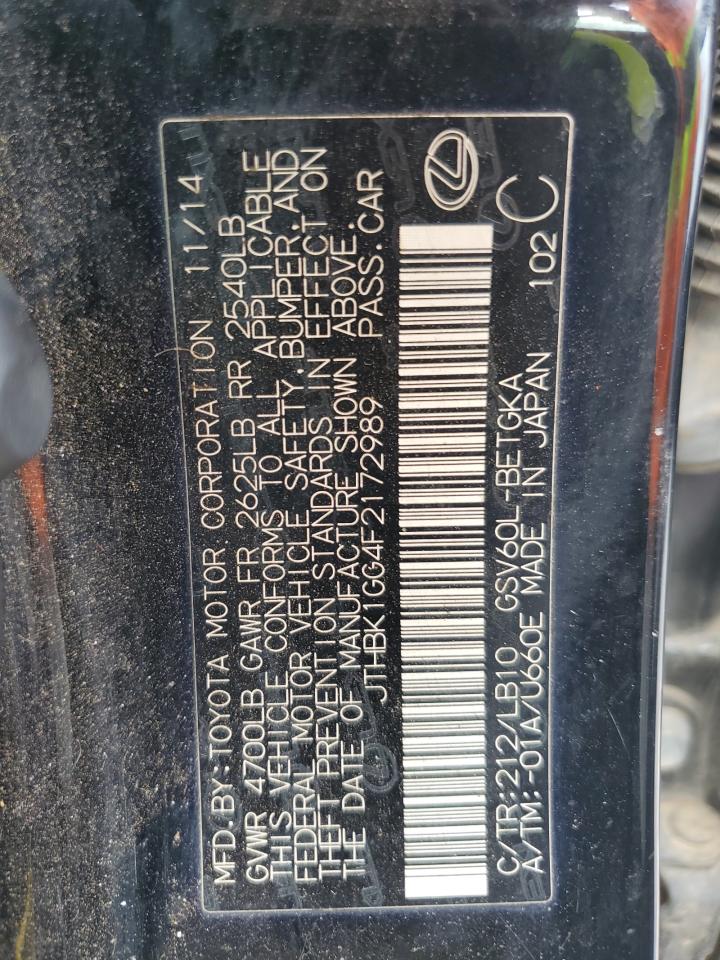 MFD.BY:TOYOTA MOTOR CORPORATION 11/14
GVWR 4700LB GAWR FR 2625LB RR 2540LB
THIS VEHICLE CONFORMS TO ALL APPLICABLE
FEDERAL MOTOR VEHICLE SAFETY,BUMPER,AND
THEFT PREVENTION STANDARDS IN EFFECT ON
THE DATE OF MANUFACTURE SHOWN ABOVE.
JTHBK1GG4F2172989 PASS.CAR
C/TR:212/LB10 GSV60L-BETGKA 102
A/TM:-01A/U660E MADE IN JAPAN C